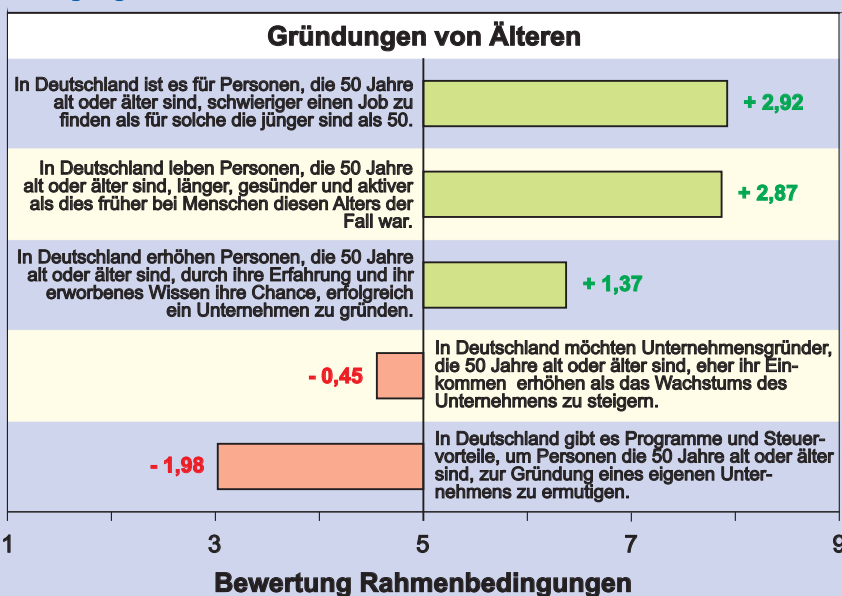 Gründungen von Älteren
In Deutschland ist es für Personen, die 50 Jahre
alt oder älter sind, schwieriger einen Job zu
finden als für solche die jünger sind als 50.
+ 2,92
In Deutschland leben Personen, die 50 Jahre
alt oder älter sind, länger, gesünder und aktiver
als dies früher bei Menschen diesen Alters der
Fall war.
+ 2,87
In Deutschland erhöhen Personen, die 50 Jahre
alt oder älter sind, durch ihre Erfahrung und ihr
erworbenes Wissen ihre Chance, erfolgreich
ein Unternehmen zu gründen.
+ 1,37
- 0,45
In Deutschland möchten Unternehmensgründer,
die 50 Jahre alt oder älter sind, eher ihr Ein-
kommen erhöhen als das Wachstums des
Unternehmens zu steigern.
- 1,98
In Deutschland gibt es Programme und Steuer-
vorteile, um Personen die 50 Jahre alt oder älter
sind, zur Gründung eines eigenen Unter-
nehmens zu ermutigen.
1 3 5 7 9
Bewertung Rahmenbedingungen